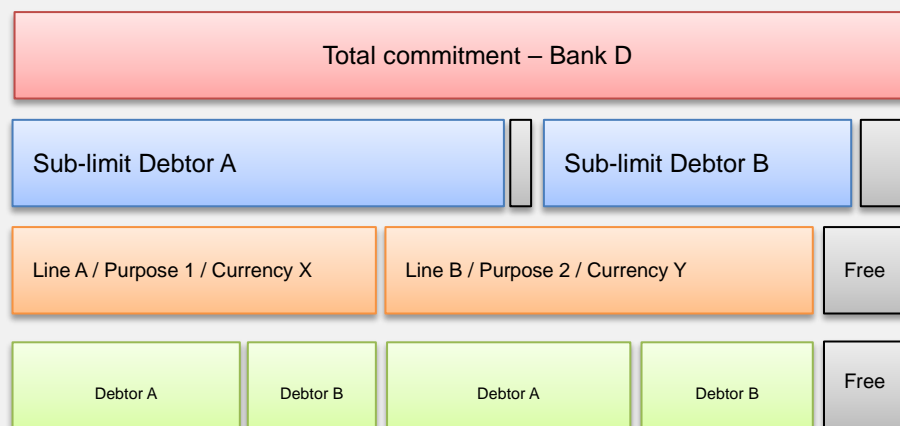 Total commitment – Bank D
Sub-limit Debtor A
Sub-limit Debtor B
Line A / Purpose 1 / Currency X
Line B / Purpose 2 / Currency Y
Free
Debtor A
Debtor B
Debtor A
Debtor B
Free